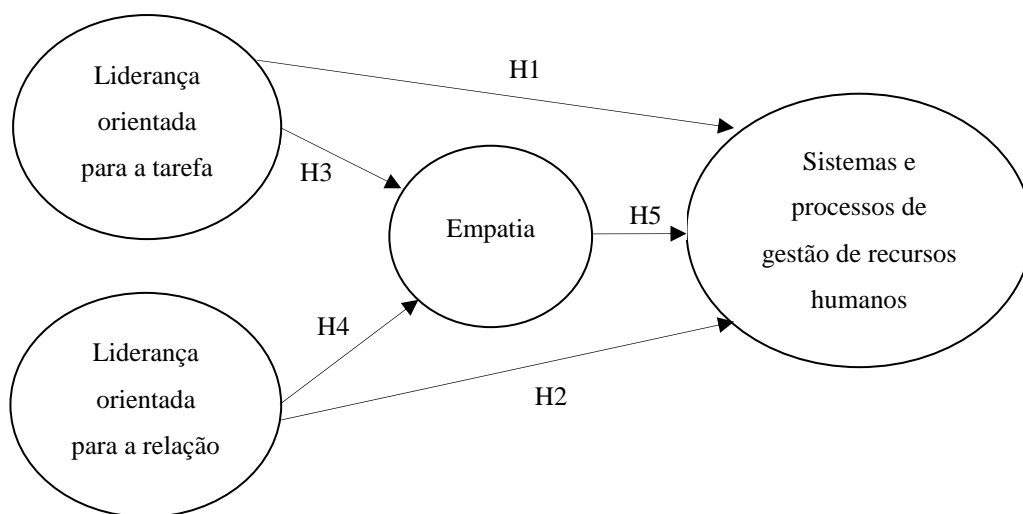 Liderança
orientada
para a tarefa
H1
H3
Empatia
H5
Sistemas e
processos de
gestão de recursos
humanos
H4
Liderança
orientada
para a relação
H2